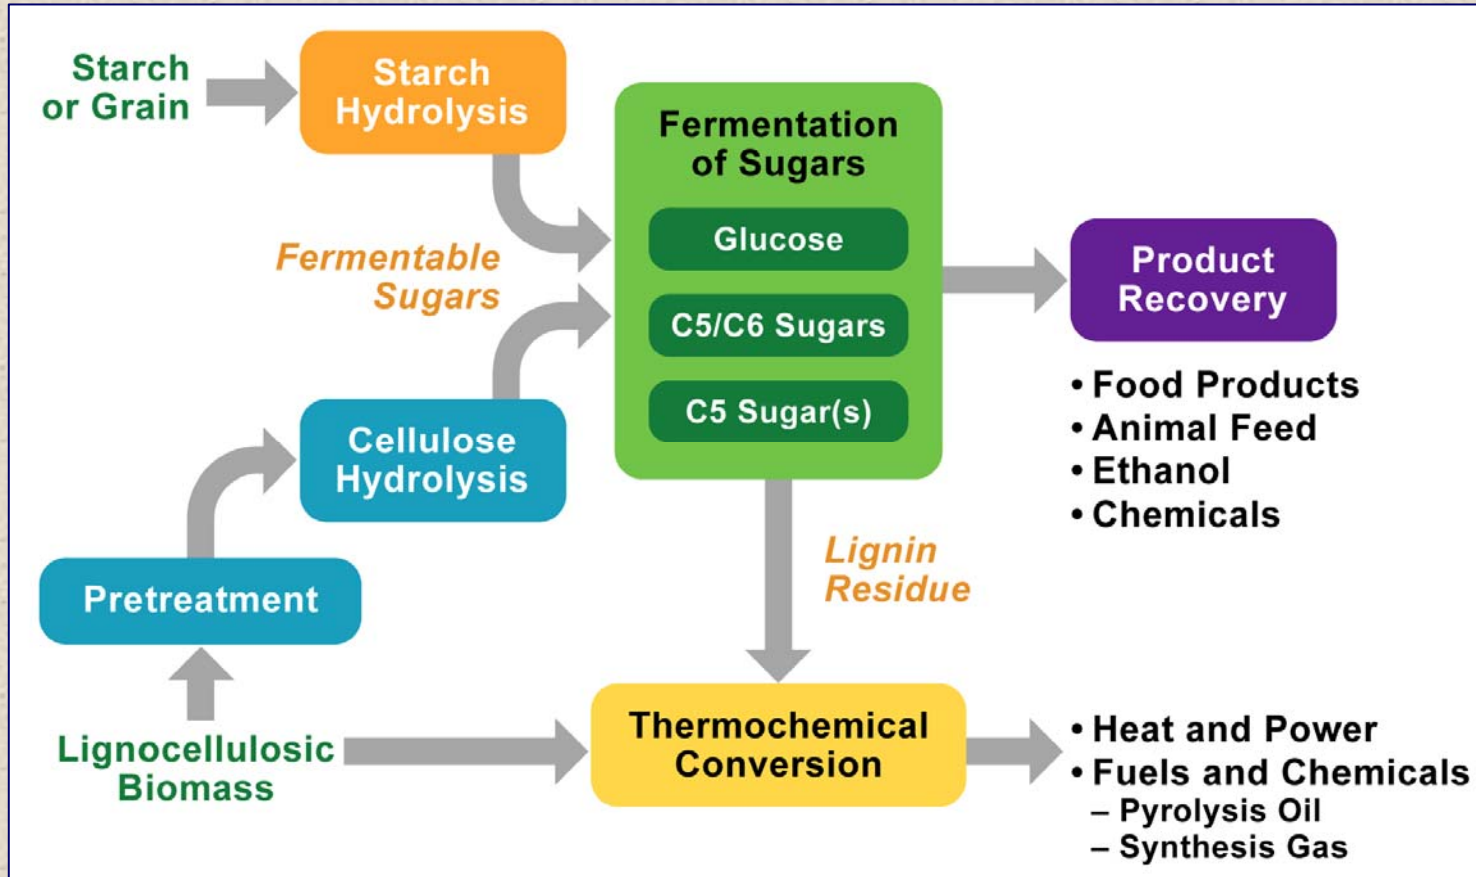 Starch
or Grain
Starch
Hydrolysis
Fermentable
Sugars
Cellulose
Hydrolysis
Pretreatment
Lignocellulosic
Biomass
Fermentation
of Sugars
Glucose
C5/C6 Sugars
C5 Sugar(s)
Lignin
Residue
Thermochemical
Conversion
Product
Recovery
• Food Products
• Animal Feed
• Ethanol
• Chemicals
• Heat and Power
• Fuels and Chemicals
– Pyrolysis Oil
– Synthesis Gas